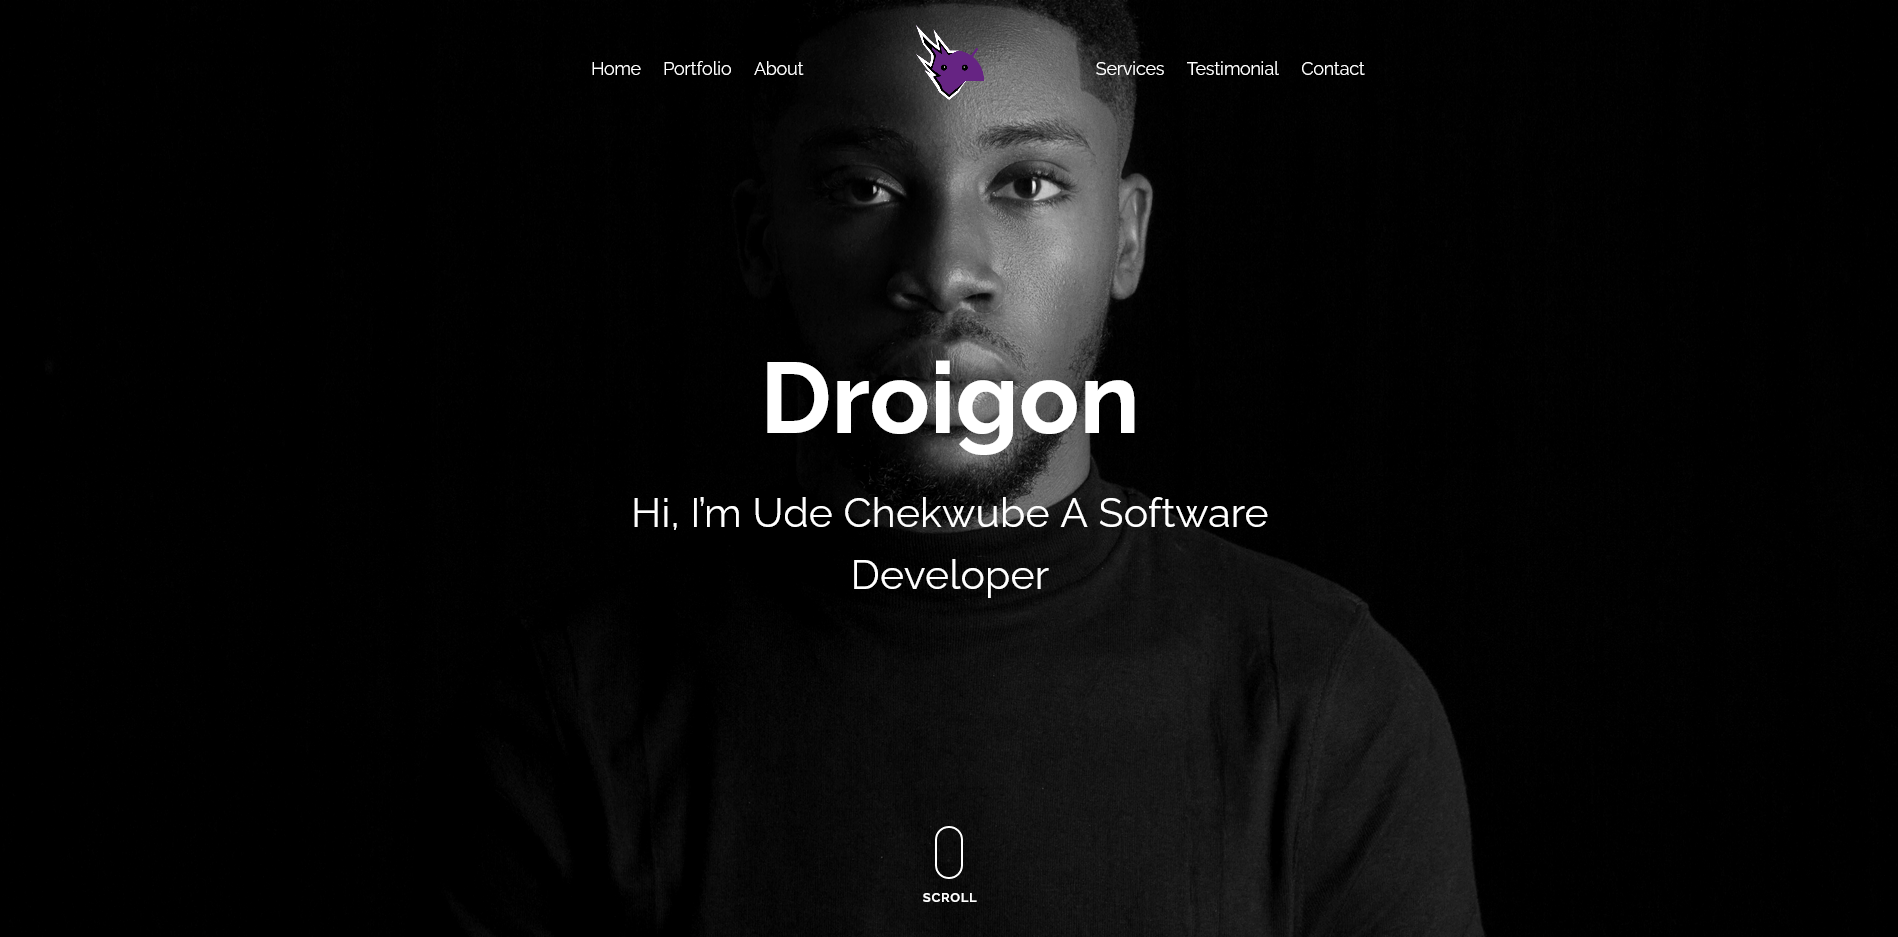 Home Portfolio About Services Testimonial Contact
Droigon
Hi, I'm Ude Chekwube A Software
Developer
SCROLL